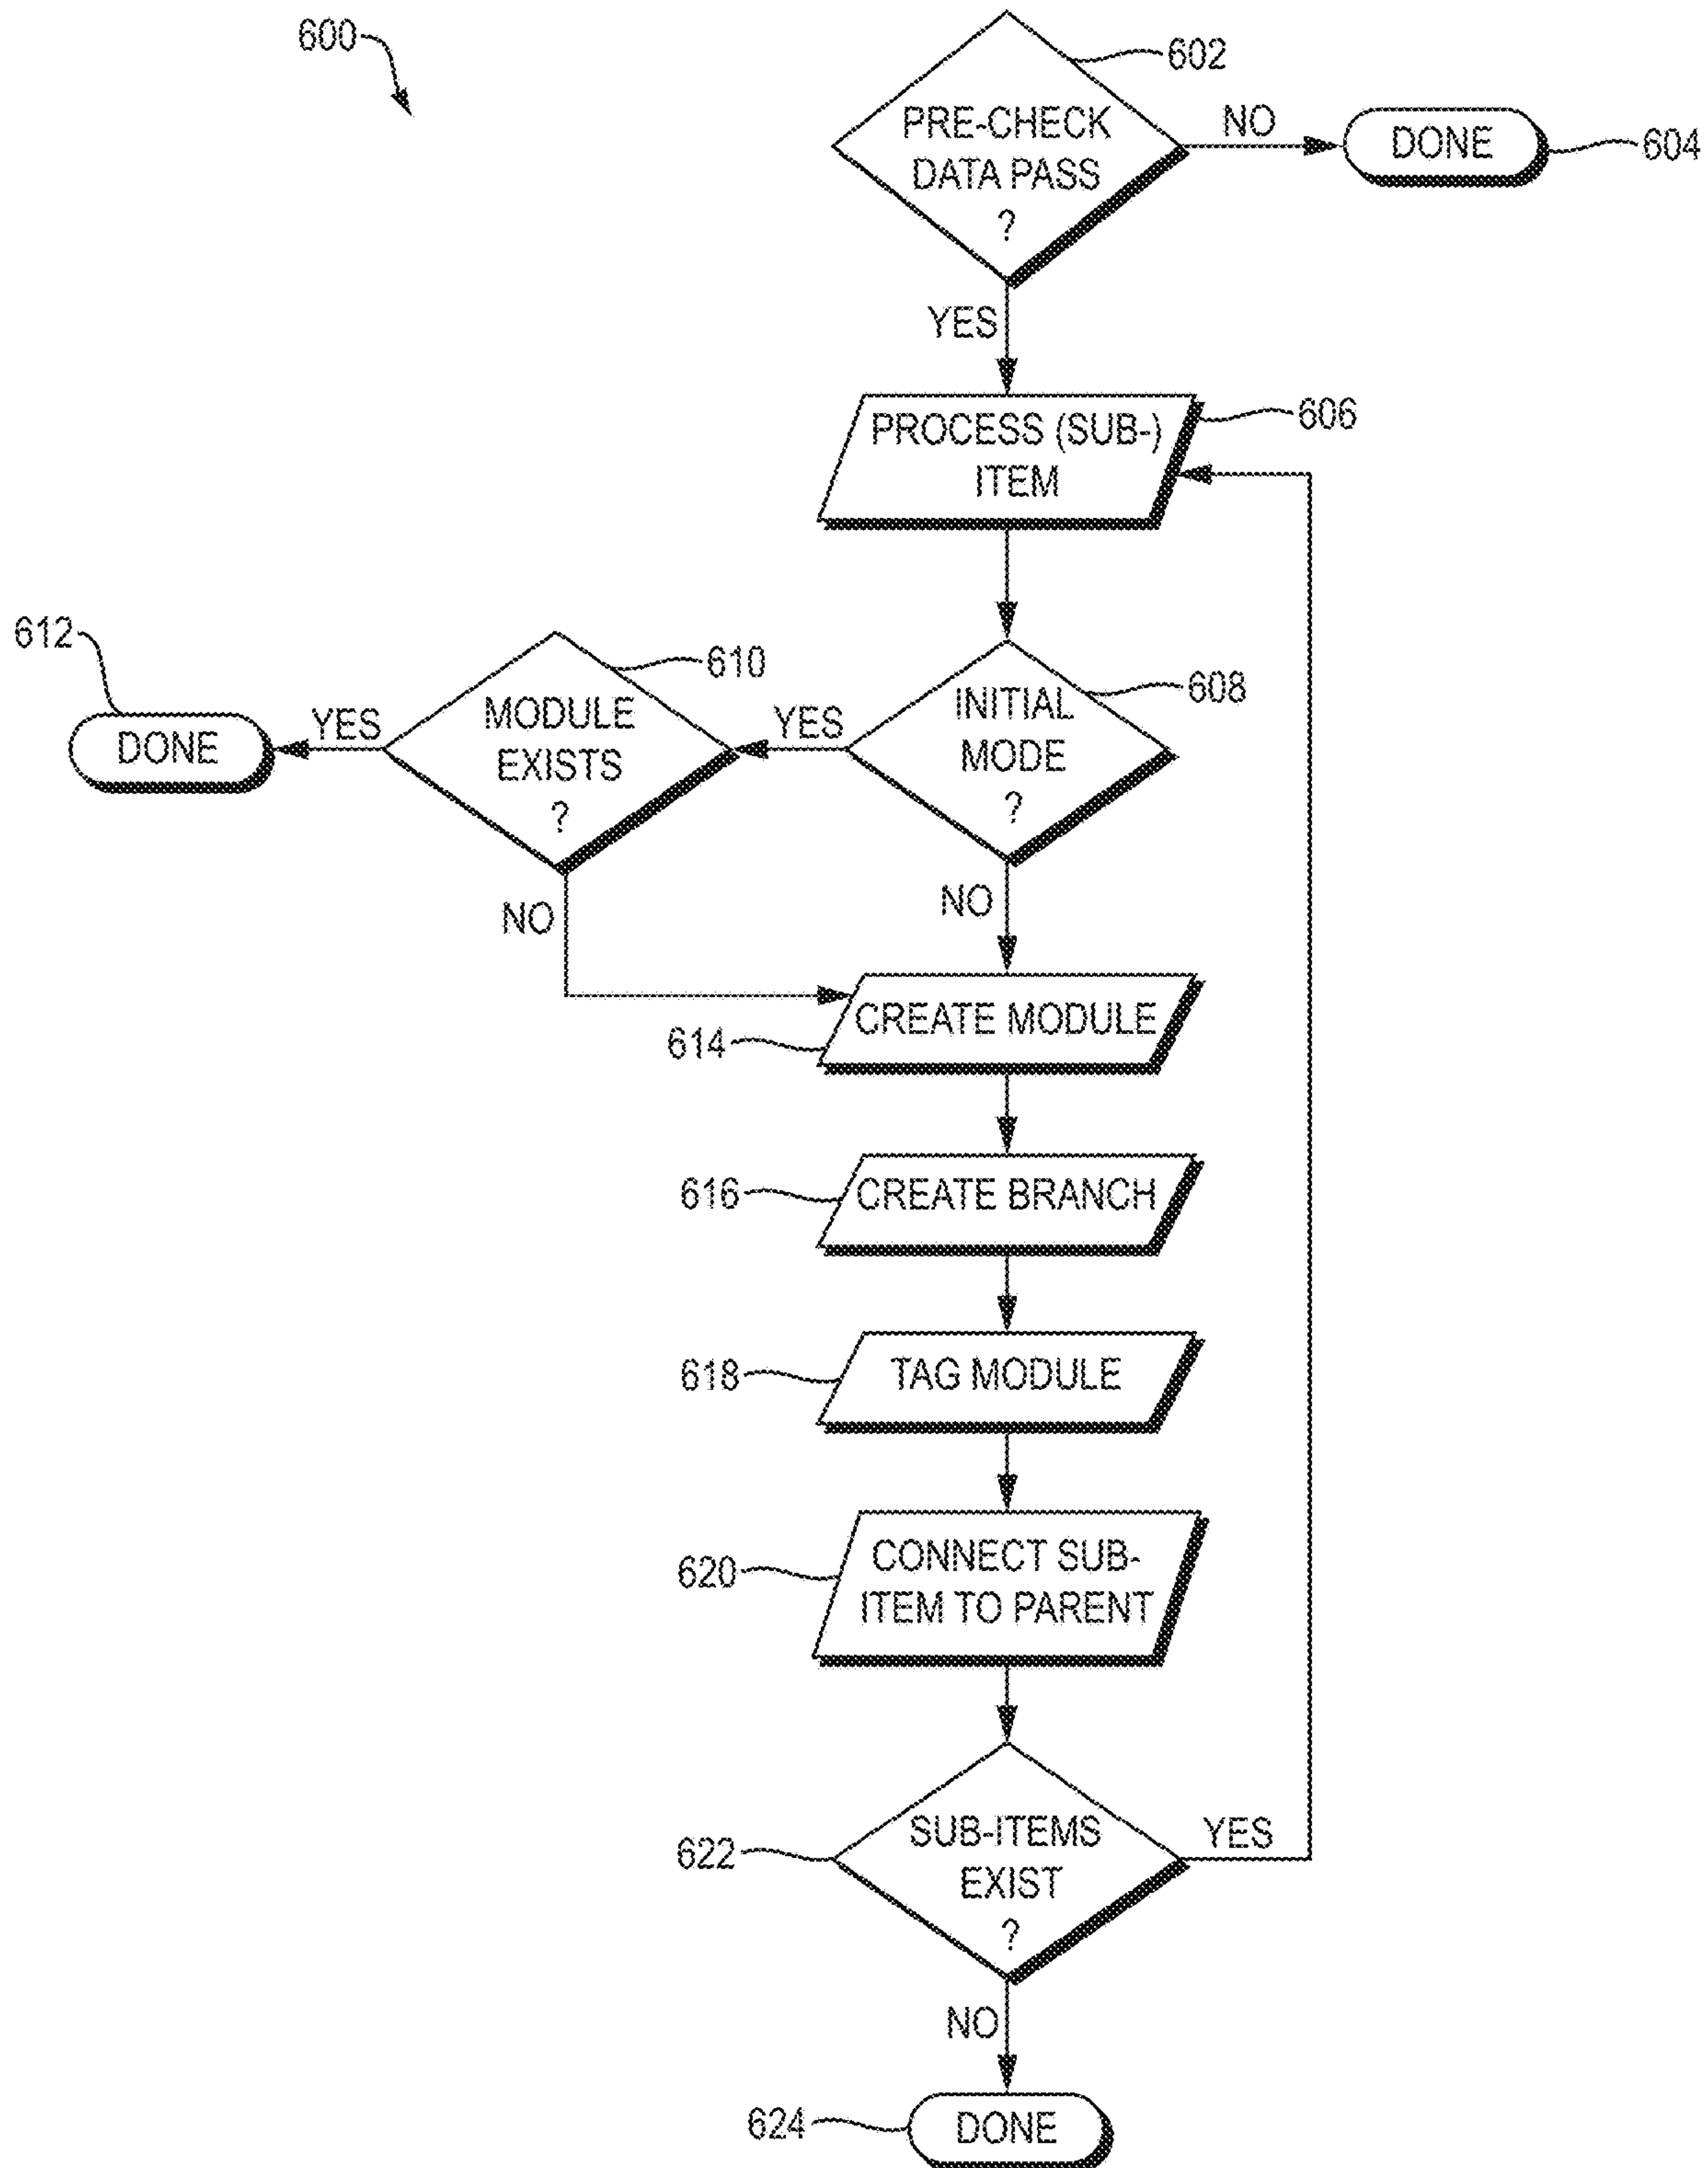 600
602
PRE-CHECK
DATA PASS
?
NO
DONE
604
YES
PROCESS (SUB-)
ITEM
606
612
DONE
YES
610
MODULE
EXISTS
?
YES
608
INITIAL
MODE
?
NO
NO
614
CREATE MODULE
616
CREATE BRANCH
618
TAG MODULE
620
CONNECT SUB-
ITEM TO PARENT
622
SUB-ITEMS
EXIST
?
YES
NO
624
DONE